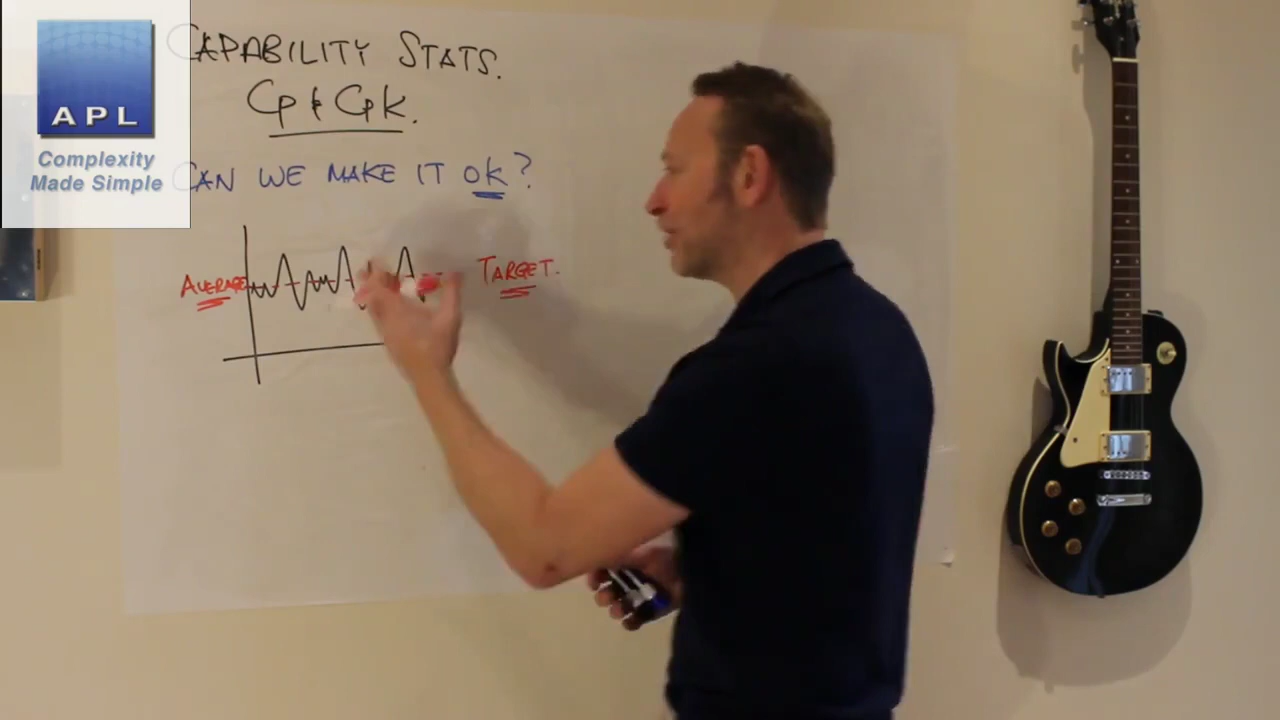 CAPABILITY STATS.
Cp & Cpk.
CAN WE MAKE IT OK?
AVERAGE
TARGET.
APL
Complexity
Made Simple